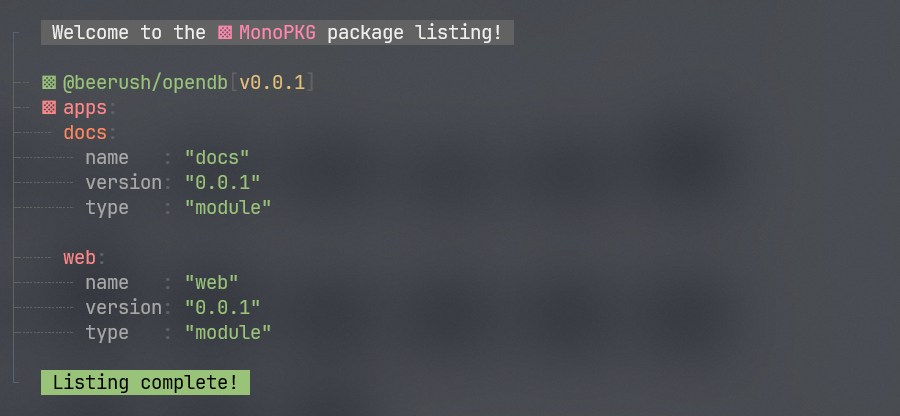 Welcome to the ▩ MonoPKG package listing!
▩ @beerush/opendb[v0.0.1]
▩ apps:
docs:
name : "docs"
version: "0.0.1"
type : "module"
web:
name : "web"
version: "0.0.1"
type : "module"
Listing complete!